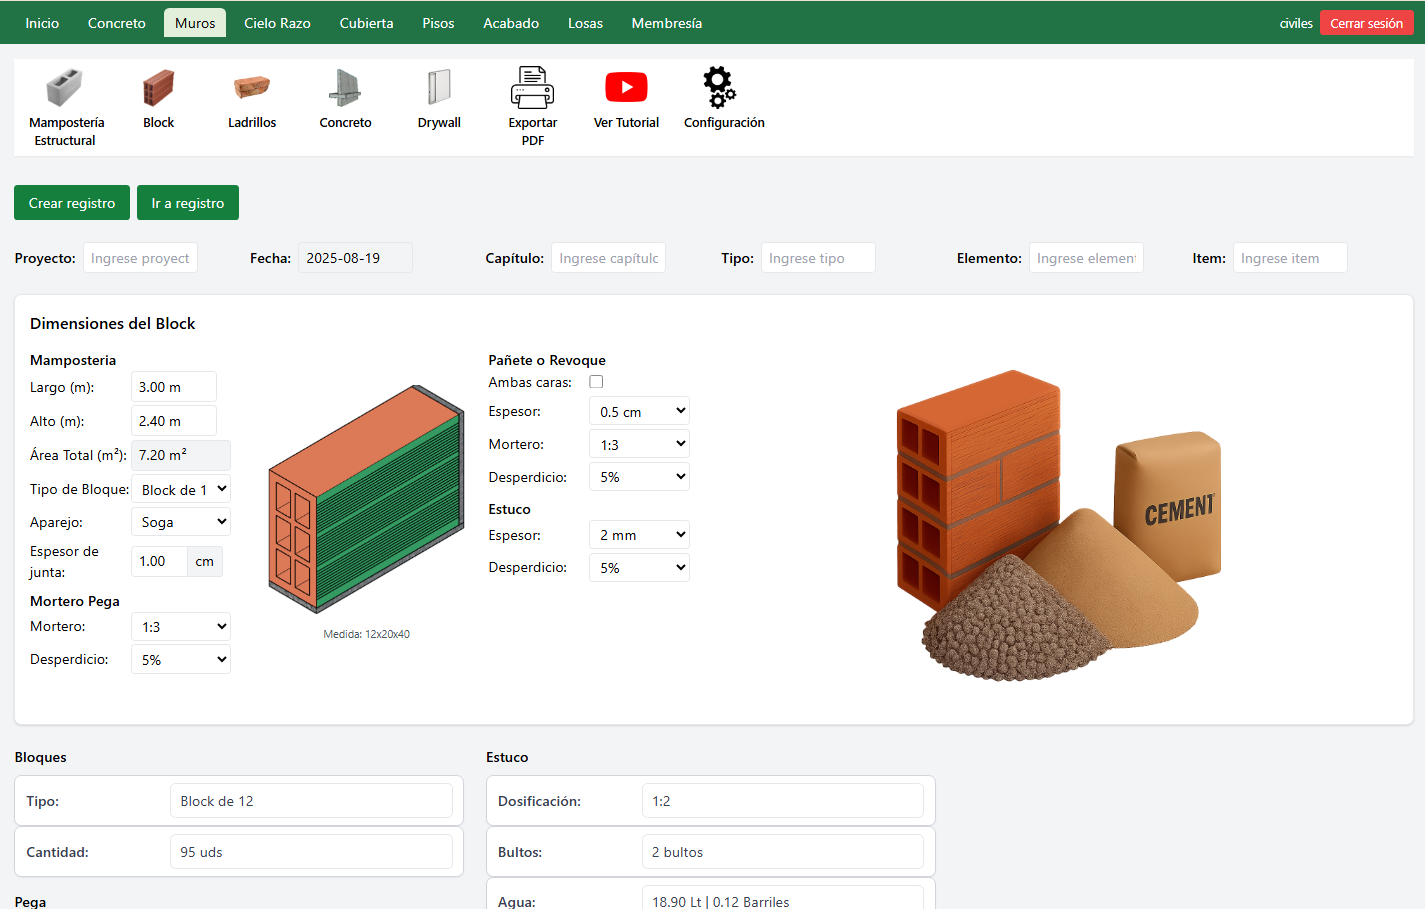 Inicio Concreto Muros Cielo Razo Cubierta Pisos Acabado Losas Membresía civiles Cerrar sesión
Mampostería Estructural
Block
Ladrillos
Concreto
Drywall
Exportar PDF
Ver Tutorial
Configuración
Crear registro Ir a registro
Proyecto: Ingrese proyect Fecha: 2025-08-19 Capítulo: Ingrese capítulo Tipo: Ingrese tipo Elemento: Ingrese element Item: Ingrese item
Dimensiones del Block
Mamposteria
Largo (m): 3.00 m
Alto (m): 2.40 m
Área Total (m²): 7.20 m²
Tipo de Bloque: Block de 1
Aparejo: Soga
Espesor de junta: 1.00 cm
Mortero Pega
Mortero: 1:3
Desperdicio: 5%
Medida: 12x20x40
Pañete o Revoque
Ambas caras:
Espesor: 0.5 cm
Mortero: 1:3
Desperdicio: 5%
Estuco
Espesor: 2 mm
Desperdicio: 5%
CEMENT
Bloques
Tipo: Block de 12
Cantidad: 95 uds
Pega
Estuco
Dosificación: 1:2
Bultos: 2 bultos
Agua: 18.90 Lt | 0.12 Barriles